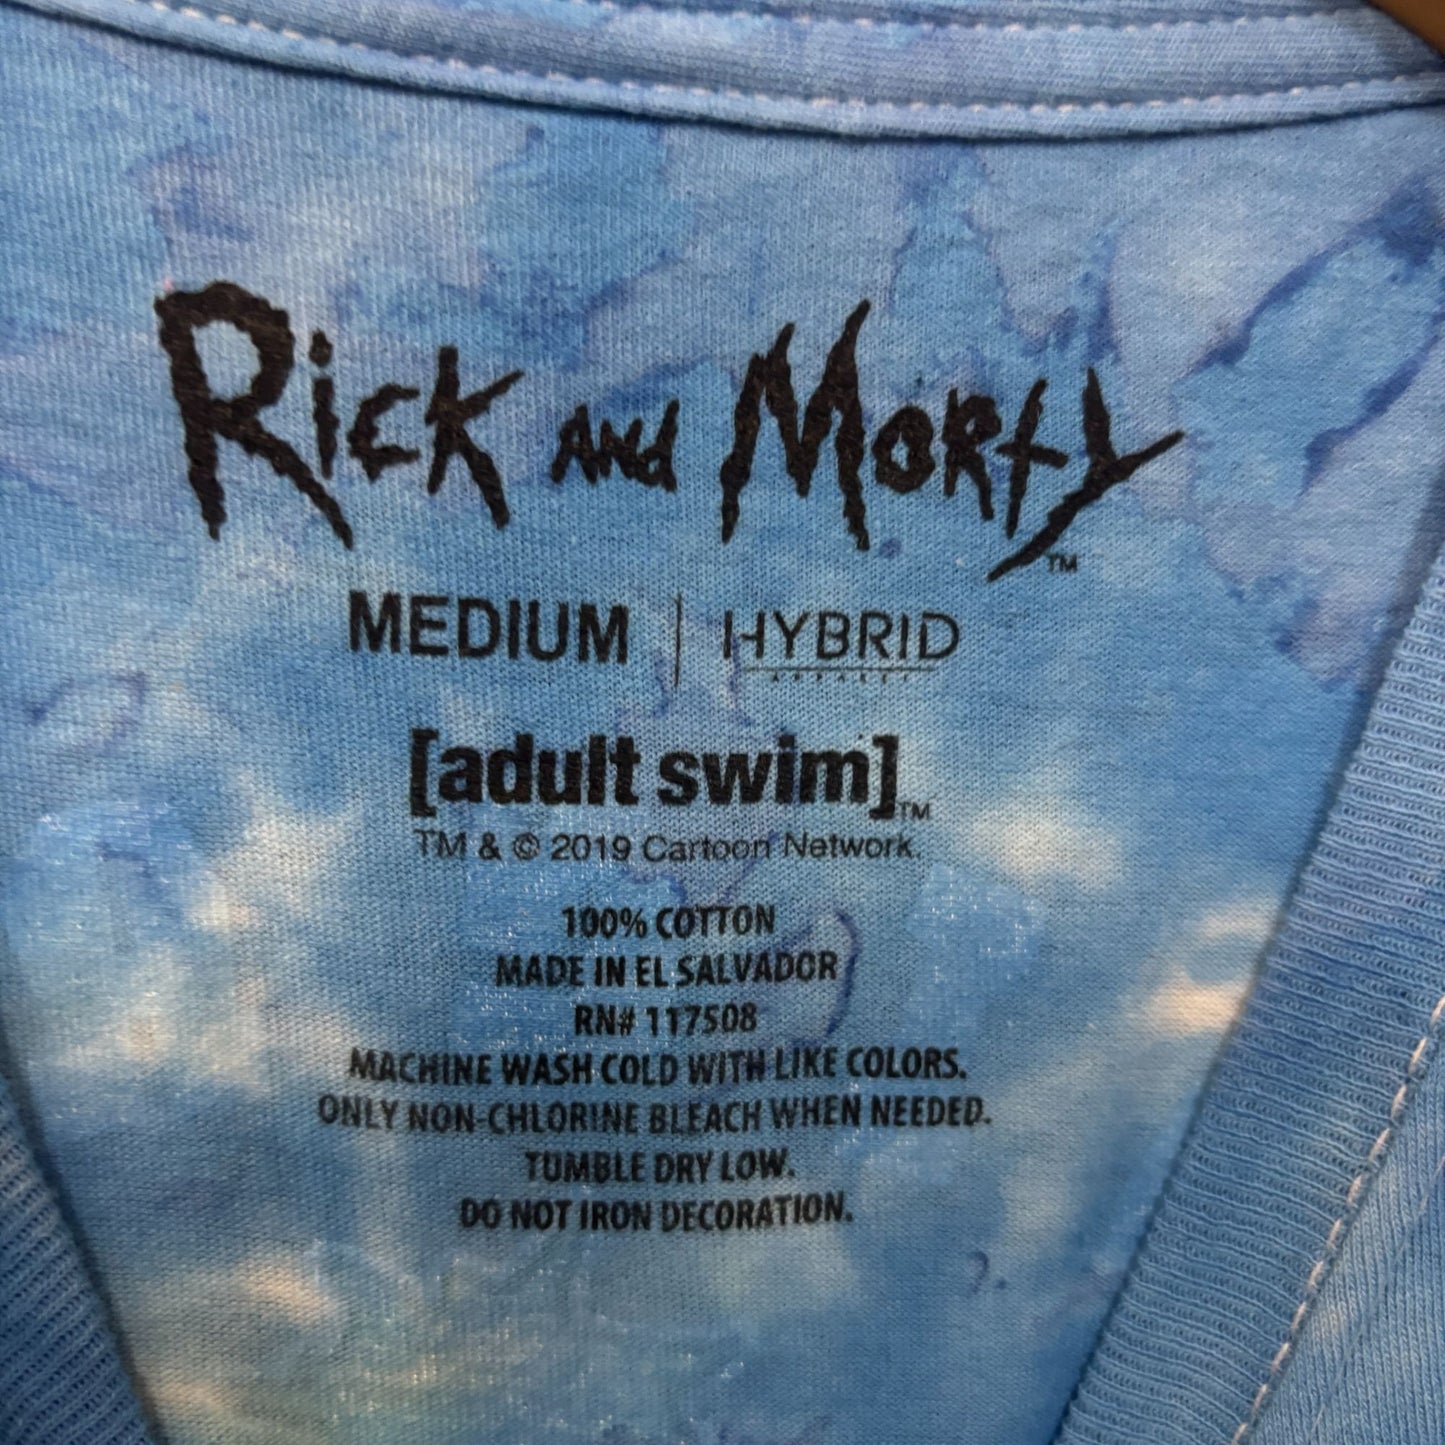 Rick and Morty™
MEDIUM | HYBRID
APPAREL
[adult swim]™
TM & © 2019 Cartoon Network.
100% COTTON
MADE IN EL SALVADOR
RN# 117508
MACHINE WASH COLD WITH LIKE COLORS.
ONLY NON-CHLORINE BLEACH WHEN NEEDED.
TUMBLE DRY LOW.
DO NOT IRON DECORATION.